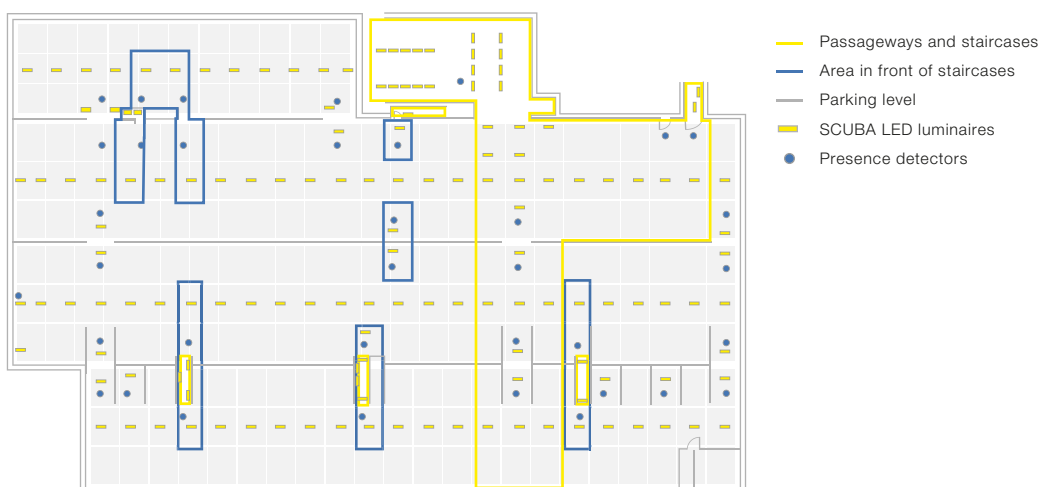 Passageways and staircases
Area in front of staircases
Parking level
SCUBA LED luminaires
Presence detectors